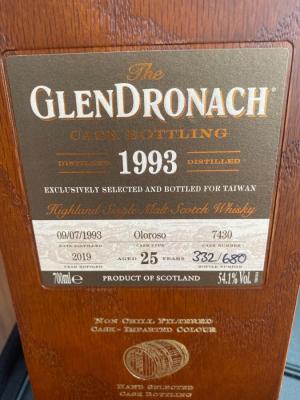 The
GLENDRONACH®
CASK BOTTLING
DISTILLED 1993 DISTILLED
EXCLUSIVELY SELECTED AND BOTTLED FOR TAIWAN
Highland Single Malt Scotch Whisky
09/07/1993 Oloroso 7430
DATE DISTILLED CASK TYPE CASK NUMBER
2019 AGED 25 YEARS 332/680
YEAR BOTTLED BOTTLE NUMBER
700ml e PRODUCT OF SCOTLAND 54.1% Vol.
NON CHILL FILTERED
CASK - IMPARTED COLOUR
HAND SELECTED
CASK BOTTLING